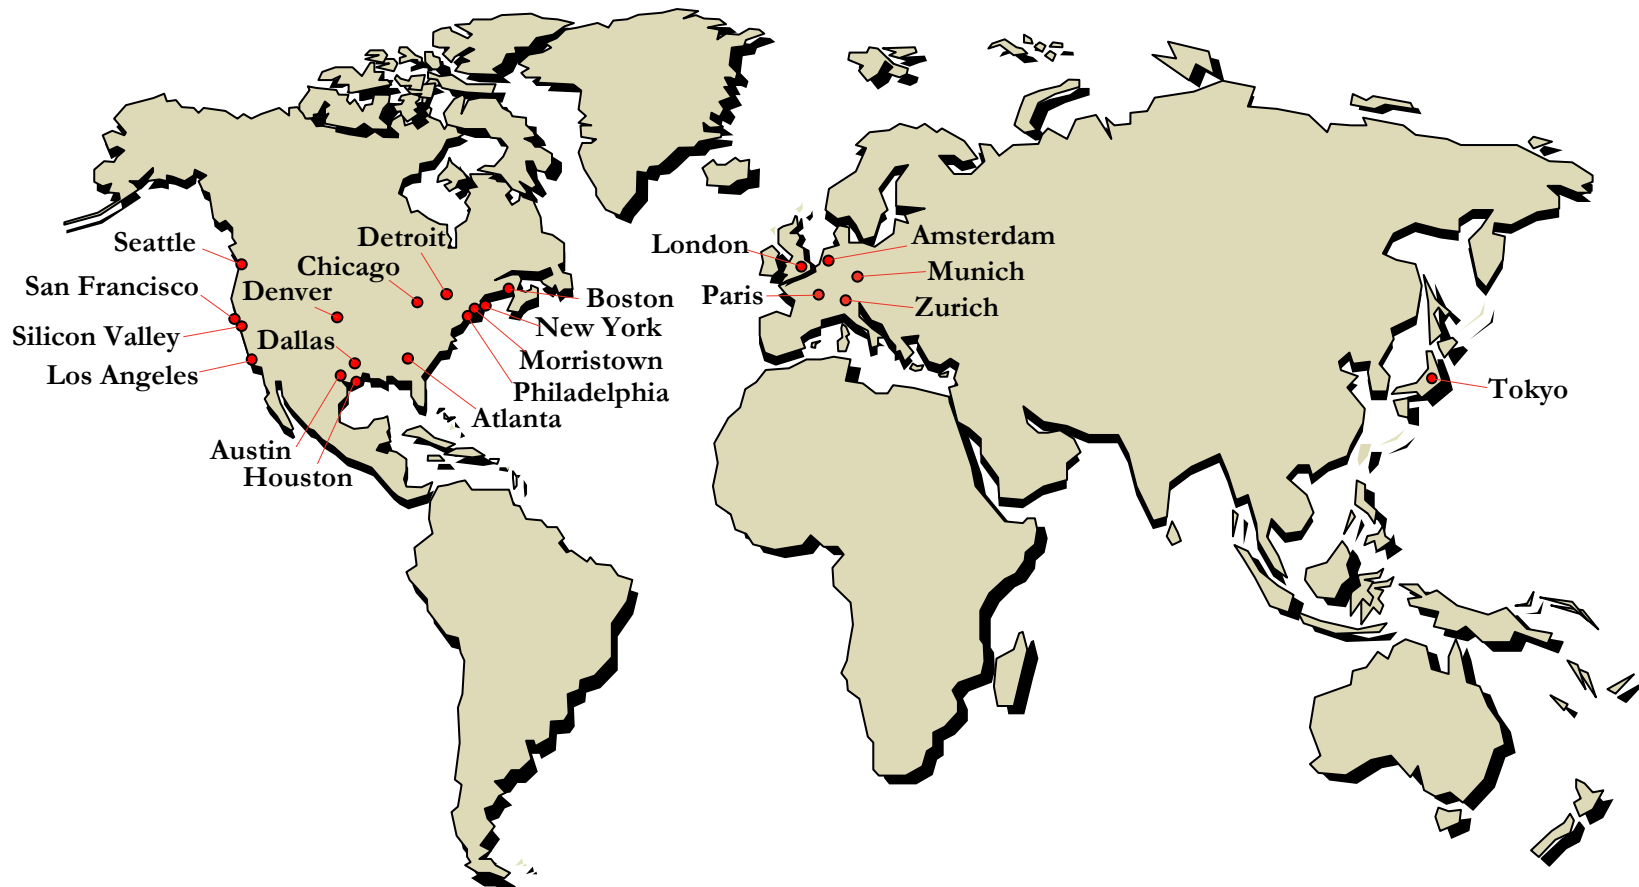 Seattle
Detroit
London
Amsterdam
Chicago
Munich
San Francisco
Denver
Boston
Paris
Zurich
New York
Silicon Valley
Dallas
Morristown
Los Angeles
Philadelphia
Tokyo
Atlanta
Austin
Houston